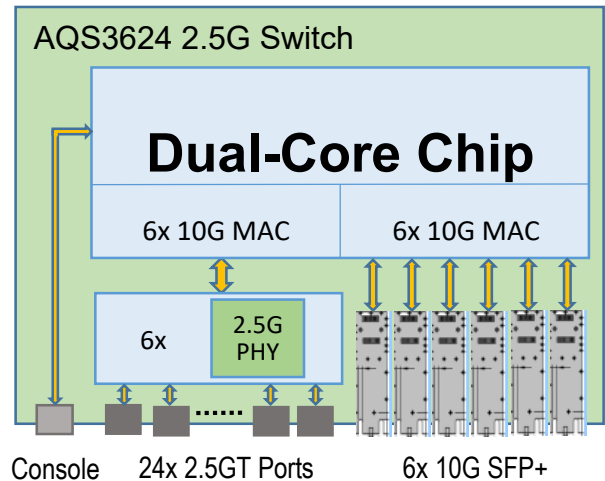 AQS3624 2.5G Switch
Dual-Core Chip
6x 10G MAC
6x 10G MAC
6x
2.5G
PHY
......
Console
24x 2.5GT Ports
6x 10G SFP+